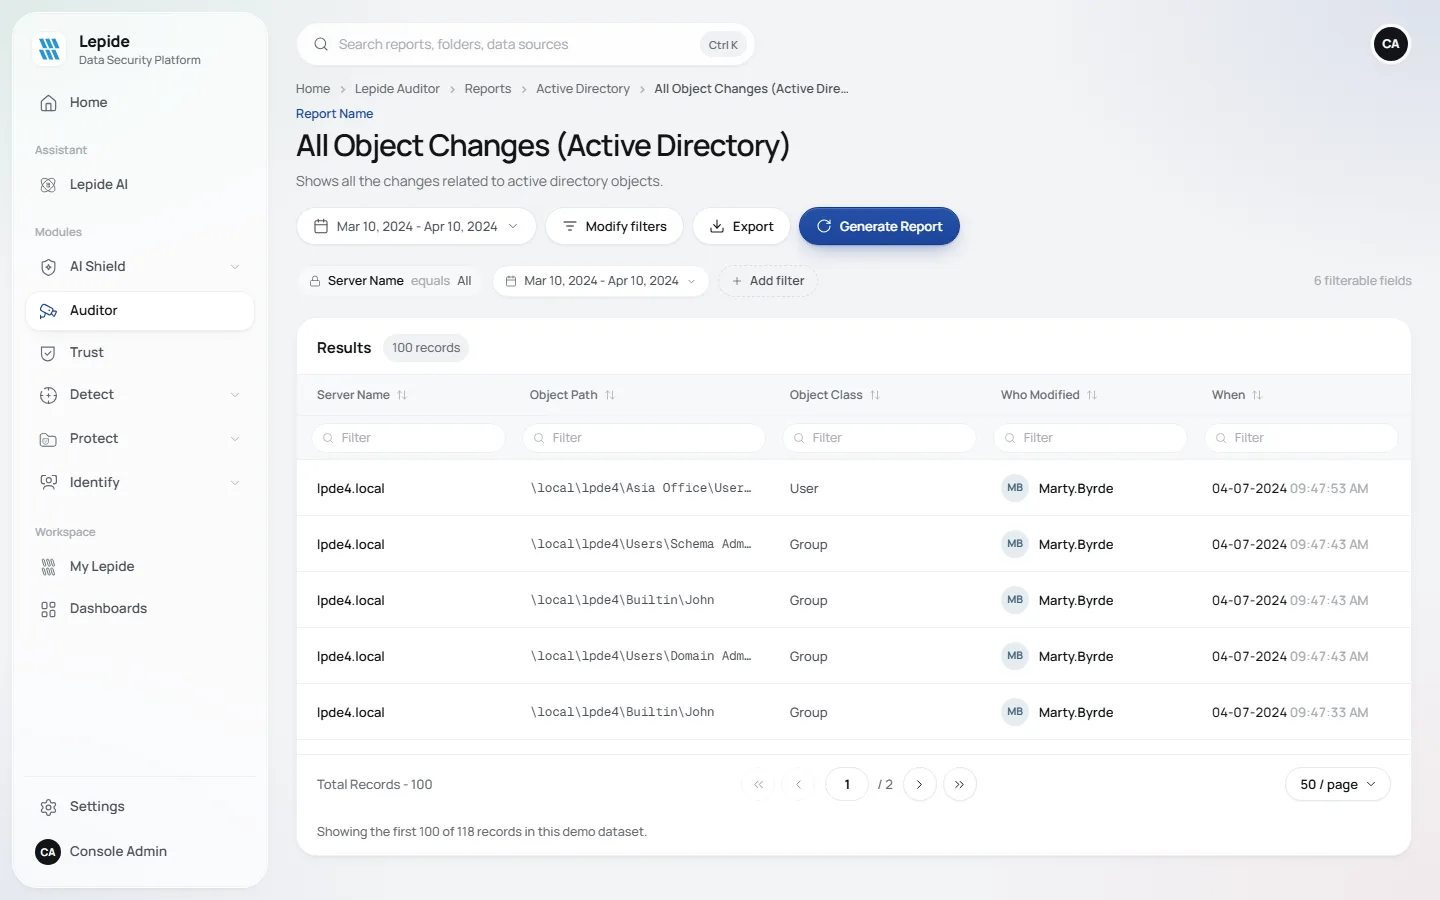 Lepide
Data Security Platform
Home
Assistant
Lepide AI
Modules
AI Shield
Auditor
Trust
Detect
Protect
Identify
Workspace
My Lepide
Dashboards
Settings
CA Console Admin
Search reports, folders, data sources Ctrl K
CA
Home > Lepide Auditor > Reports > Active Directory > All Object Changes (Active Dire…
Report Name
All Object Changes (Active Directory)
Shows all the changes related to active directory objects.
Mar 10, 2024 - Apr 10, 2024 Modify filters Export Generate Report
Server Name equals All Mar 10, 2024 - Apr 10, 2024 + Add filter 6 filterable fields
Results 100 records
Server Name Object Path Object Class Who Modified When
Filter Filter Filter Filter Filter
lpde4.local \local\lpde4\Asia Office\User… User MB Marty.Byrde 04-07-2024 09:47:53 AM
lpde4.local \local\lpde4\Users\Schema Adm… Group MB Marty.Byrde 04-07-2024 09:47:43 AM
lpde4.local \local\lpde4\Builtin\John Group MB Marty.Byrde 04-07-2024 09:47:43 AM
lpde4.local \local\lpde4\Users\Domain Adm… Group MB Marty.Byrde 04-07-2024 09:47:43 AM
lpde4.local \local\lpde4\Builtin\John Group MB Marty.Byrde 04-07-2024 09:47:33 AM
Total Records - 100 « ‹ 1 / 2 › » 50 / page
Showing the first 100 of 118 records in this demo dataset.